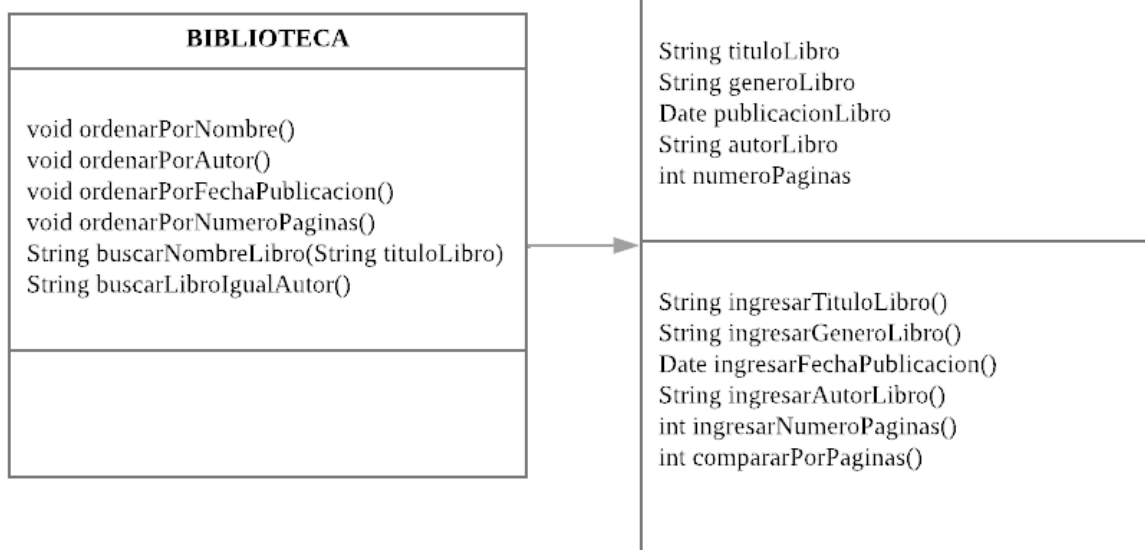 BIBLIOTECA
void ordenarPorNombre()
void ordenarPorAutor()
void ordenarPorFechaPublicacion()
void ordenarPorNumeroPaginas()
String buscarNombreLibro(String tituloLibro)
String buscarLibroIgualAutor()
String tituloLibro
String generoLibro
Date publicacionLibro
String autorLibro
int numeroPaginas
String ingresarTituloLibro()
String ingresarGeneroLibro()
Date ingresarFechaPublicacion()
String ingresarAutorLibro()
int ingresarNumeroPaginas()
int compararPorPaginas()